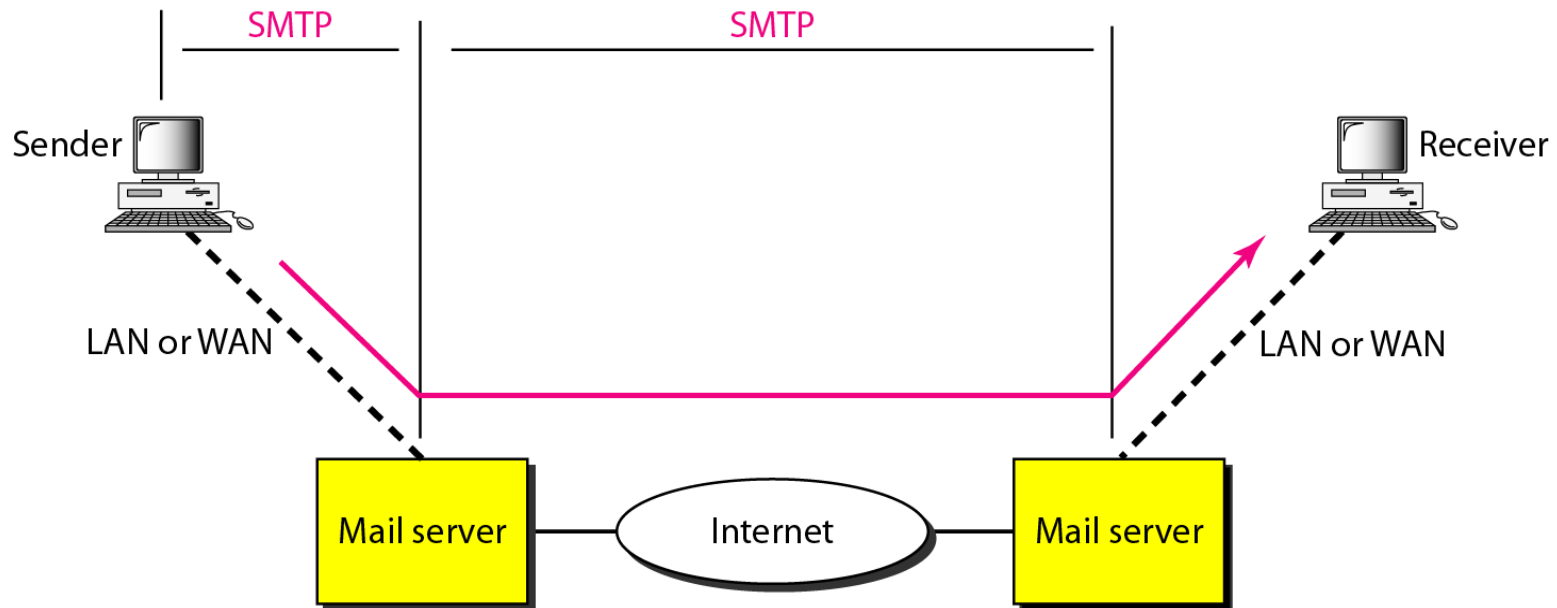 SMTP
SMTP
Sender
Receiver
LAN or WAN
LAN or WAN
Mail server
Internet
Mail server